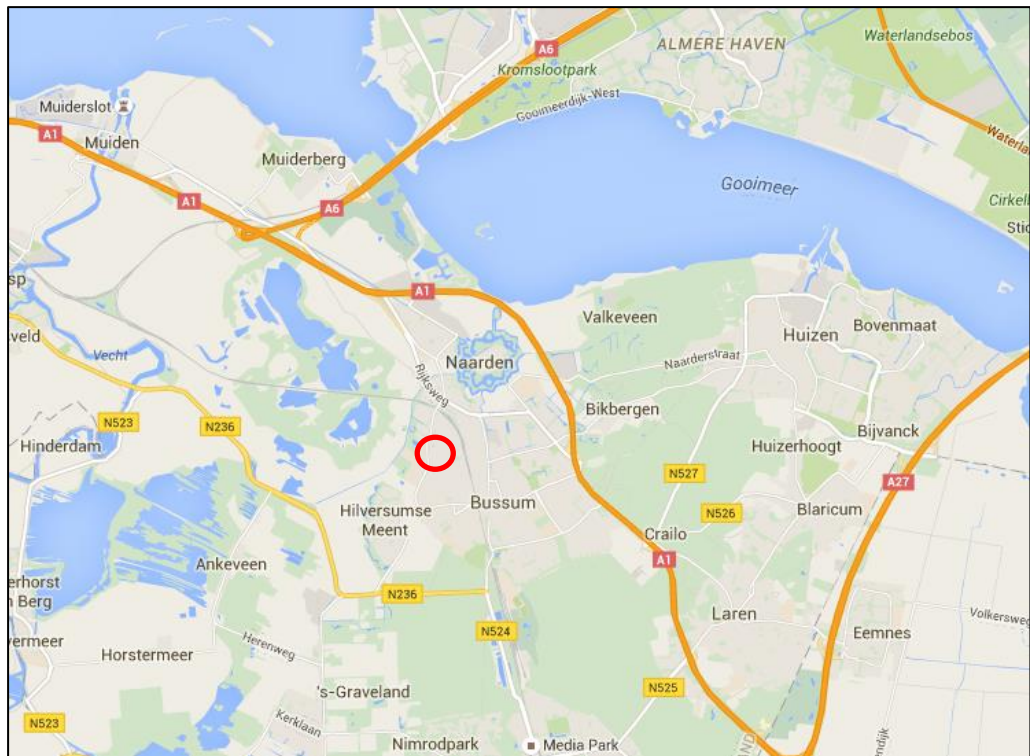 A6
ALMERE HAVEN
Waterlandsebos
Kromslootpark
Gooimeerdijk-West
Muiderslot
A1
Muiden
Muiderberg
Gooimeer
A1
A6
A1
Valkeveen
Huizen
Bovenmaat
Vecht
Naarden
Naarderstraat
Rijksweg
N523
N236
Bikbergen
Hinderdam
Huizerhoogt
Bijvanck
N527
A27
Bussum
Hilversumse
Meent
N526
Blaricum
Crailo
A1
Ankeveen
N236
Laren
Volkersweg
N524
Eemnes
Herenweg
Horstermeer
N525
's-Graveland
Kerklaan
N523
Nimrodpark
Media Park